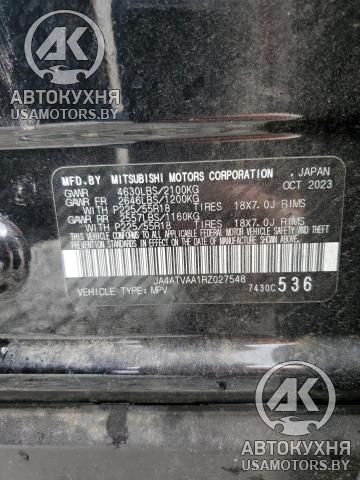 АК
АВТОКУХНЯ
USAMOTORS.BY
MFD.BY MITSUBISHI MOTORS CORPORATION, JAPAN
GVWR 4630LBS/2100KG OCT 2023
GAWR FR 2646LBS/1200KG
WITH P225/55R18 TIRES 18X7.0J RIMS
GAWR RR 2557LBS/1160KG
WITH P225/55R18 TIRES 18X7.0J RIMS
THIS VEHICLE CONFORMS TO ALL APPLICABLE FEDERAL MOTOR VEHICLE
SAFETY, BUMPER, AND THEFT PREVENTION STANDARDS IN EFFECT
ON THE DATE OF MANUFACTURE SHOWN ABOVE.
JA4ATVAA1RZ027548
VEHICLE TYPE: MPV 7430C 536
АК
АВТОКУХНЯ
USAMOTORS.BY